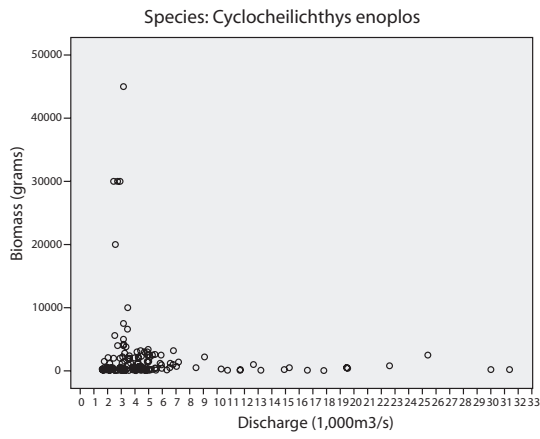 Species: Cyclocheilichthys enoplos
50000
40000
30000
20000
10000
0
Biomass (grams)
0 1 2 3 4 5 6 7 8 9 10 11 12 13 14 15 16 17 18 19 20 21 22 23 24 25 26 27 28 29 30 31 32 33
Discharge (1,000m3/s)